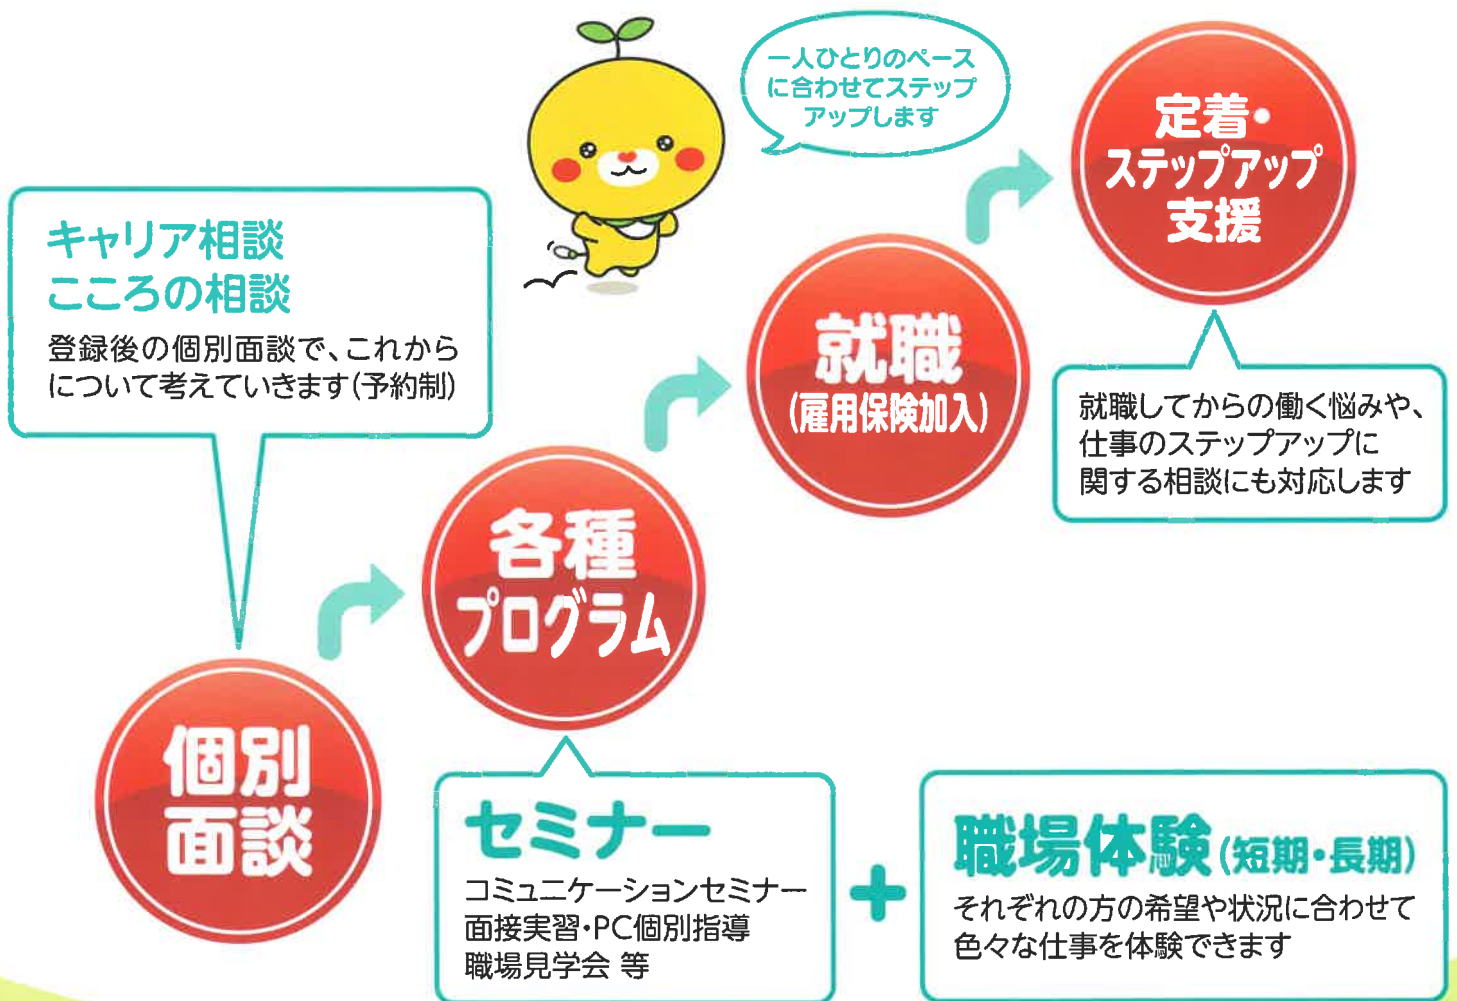 一人ひとりのペース
に合わせてステップ
アップします
定着・
ステップアップ
支援
キャリア相談
こころの相談
登録後の個別面談で、これから
について考えていきます(予約制)
就職
(雇用保険加入)
就職してからの働く悩みや、
仕事のステップアップに
関する相談にも対応します
各種
プログラム
個別
面談
セミナー
コミュニケーションセミナー
面接実習・PC個別指導
職場見学会 等
+
職場体験(短期・長期)
それぞれの方の希望や状況に合わせて
色々な仕事を体験できます